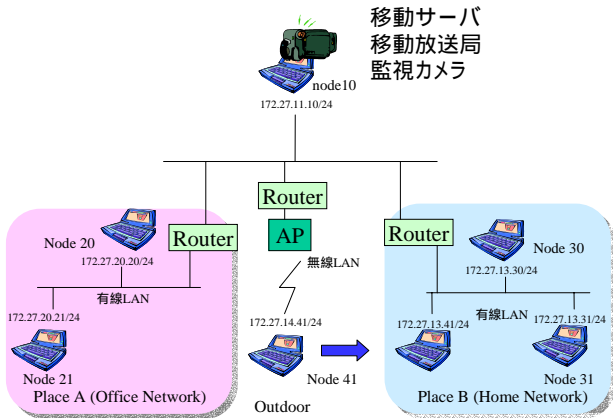 移動サーバ
移動放送局
監視カメラ
node10
172.27.11.10/24
Router
Router
AP
Router
Node 20
172.27.20.20/24
有線LAN
172.27.20.21/24
Node 21
Place A (Office Network)
無線LAN
172.27.14.41/24
Node 41
Outdoor
Node 30
172.27.13.30/24
有線LAN
172.27.13.41/24
172.27.13.31/24
Node 31
Place B (Home Network)